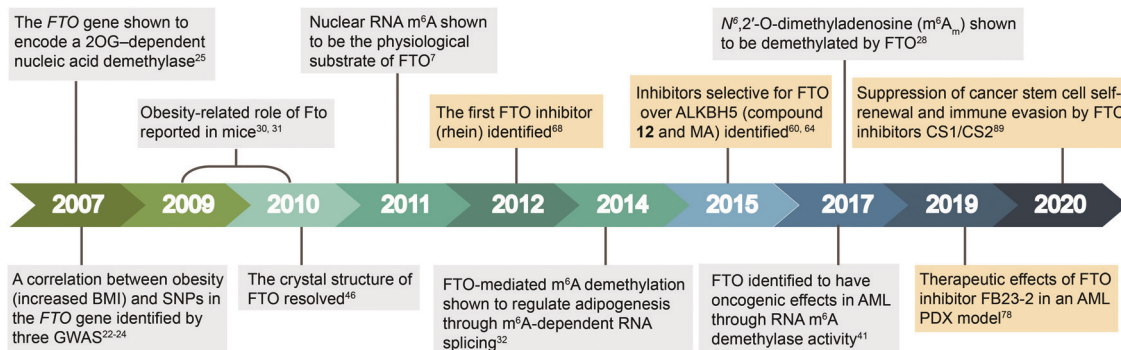 The FTO gene shown to
encode a 2OG–dependent
nucleic acid demethylase²⁵
Nuclear RNA m⁶A shown
to be the physiological
substrate of FTO⁷
N⁶,2′-O-dimethyladenosine (m⁶Aₘ) shown
to be demethylated by FTO²⁸
Obesity-related role of Fto
reported in mice³⁰, ³¹
The first FTO inhibitor
(rhein) identified⁶⁸
Inhibitors selective for FTO
over ALKBH5 (compound
12 and MA) identified⁶⁰, ⁶⁴
Suppression of cancer stem cell self-
renewal and immune evasion by FTO
inhibitors CS1/CS2⁸⁹
2007 2009 2010 2011 2012 2014 2015 2017 2019 2020
A correlation between obesity
(increased BMI) and SNPs in
the FTO gene identified by
three GWAS²²⁻²⁴
The crystal structure of
FTO resolved⁴⁶
FTO-mediated m⁶A demethylation
shown to regulate adipogenesis
through m⁶A-dependent RNA
splicing³²
FTO identified to have
oncogenic effects in AML
through RNA m⁶A
demethylase activity⁴¹
Therapeutic effects of FTO
inhibitor FB23-2 in an AML
PDX model⁷⁸